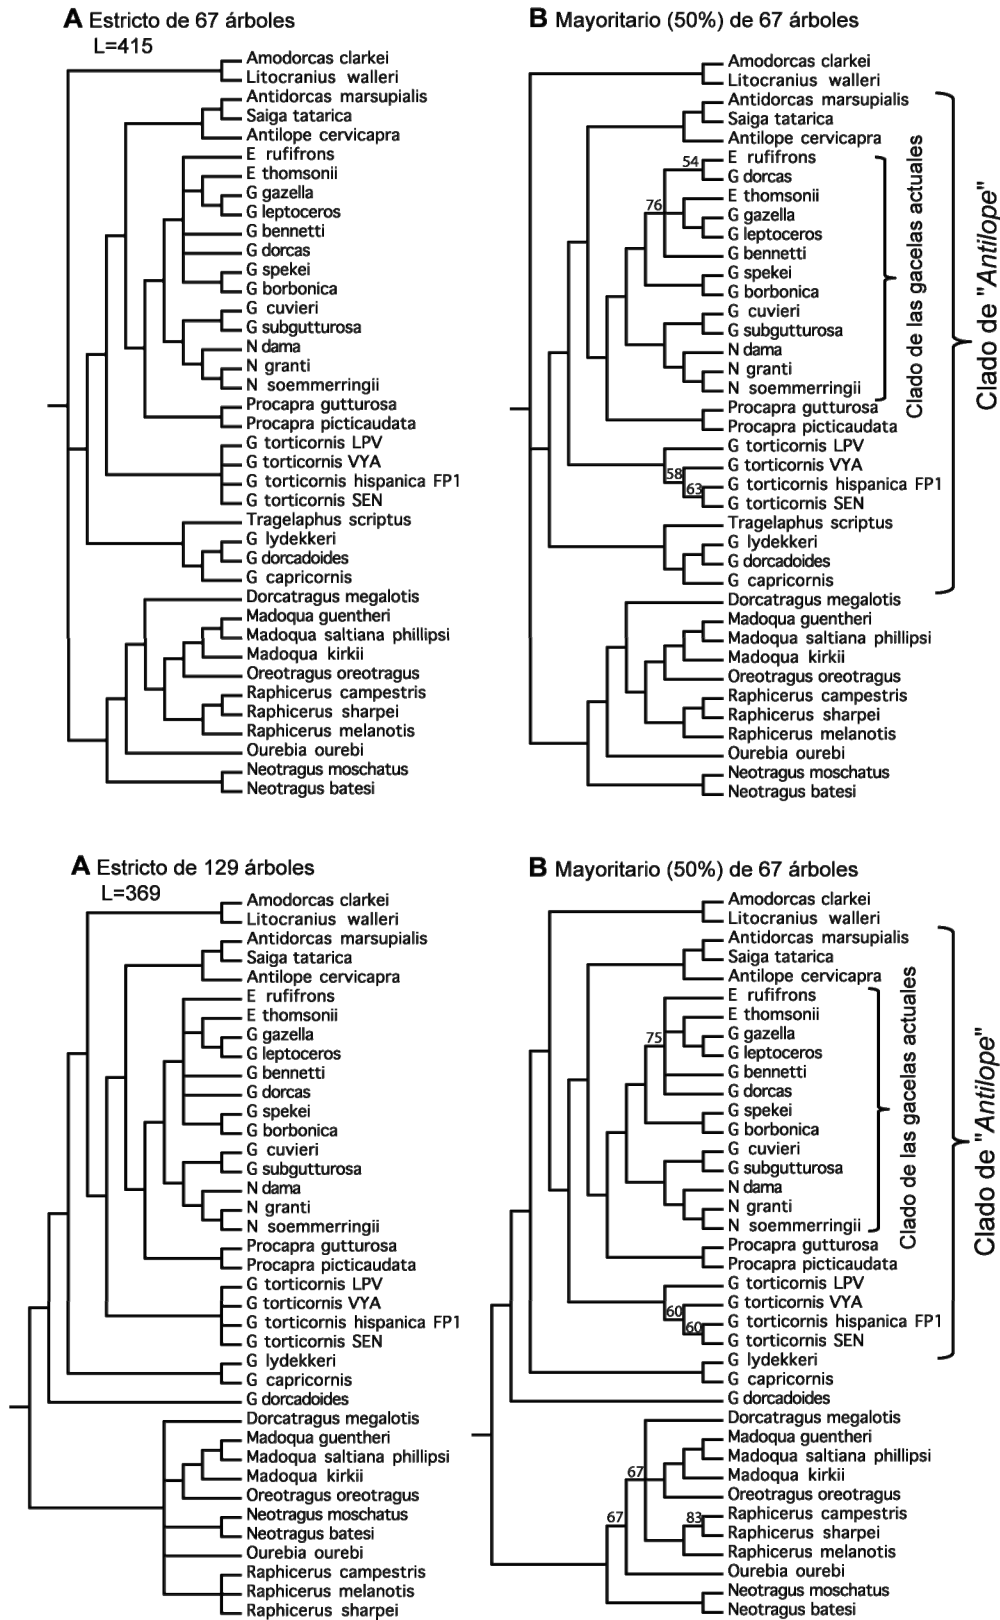 A Estricto de 67 árboles
L=415
Amodorcas clarkei
Litocranius walleri
Antidorcas marsupialis
Saiga tatarica
Antilope cervicapra
E rufifrons
E thomsonii
G gazella
G leptoceros
G bennetti
G dorcas
G spekei
G borbonica
G cuvieri
G subgutturosa
N dama
N granti
N soemmerringii
Procapra gutturosa
Procapra picticaudata
G torticornis LPV
G torticornis VYA
G torticornis hispanica FP1
G torticornis SEN
Tragelaphus scriptus
G lydekkeri
G dorcadoides
G capricornis
Dorcatragus megalotis
Madoqua guentheri
Madoqua saltiana phillipsi
Madoqua kirkii
Oreotragus oreotragus
Raphicerus campestris
Raphicerus sharpei
Raphicerus melanotis
Ourebia ourebi
Neotragus moschatus
Neotragus batesi
B Mayoritario (50%) de 67 árboles
Amodorcas clarkei
Litocranius walleri
Antidorcas marsupialis
Saiga tatarica
Antilope cervicapra
54
E rufifrons
G dorcas
76
E thomsonii
G gazella
G leptoceros
G bennetti
G spekei
G borbonica
G cuvieri
G subgutturosa
N dama
N granti
N soemmerringii
Procapra gutturosa
Procapra picticaudata
G torticornis LPV
58
G torticornis VYA
63
G torticornis hispanica FP1
G torticornis SEN
Tragelaphus scriptus
G lydekkeri
G dorcadoides
G capricornis
Dorcatragus megalotis
Madoqua guentheri
Madoqua saltiana phillipsi
Madoqua kirkii
Oreotragus oreotragus
Raphicerus campestris
Raphicerus sharpei
Raphicerus melanotis
Ourebia ourebi
Neotragus moschatus
Neotragus batesi
Clado de las gacelas actuales
Clado de "Antilope"
A Estricto de 129 árboles
L=369
Amodorcas clarkei
Litocranius walleri
Antidorcas marsupialis
Saiga tatarica
Antilope cervicapra
E rufifrons
E thomsonii
G gazella
G leptoceros
G bennetti
G dorcas
G spekei
G borbonica
G cuvieri
G subgutturosa
N dama
N granti
N soemmerringii
Procapra gutturosa
Procapra picticaudata
G torticornis LPV
G torticornis VYA
G torticornis hispanica FP1
G torticornis SEN
G lydekkeri
G capricornis
G dorcadoides
Dorcatragus megalotis
Madoqua guentheri
Madoqua saltiana phillipsi
Madoqua kirkii
Oreotragus oreotragus
Neotragus moschatus
Neotragus batesi
Ourebia ourebi
Raphicerus campestris
Raphicerus melanotis
Raphicerus sharpei
B Mayoritario (50%) de 67 árboles
Amodorcas clarkei
Litocranius walleri
Antidorcas marsupialis
Saiga tatarica
Antilope cervicapra
E rufifrons
E thomsonii
75
G gazella
G leptoceros
G bennetti
G dorcas
G spekei
G borbonica
G cuvieri
G subgutturosa
N dama
N granti
N soemmerringii
Procapra gutturosa
Procapra picticaudata
G torticornis LPV
60
G torticornis VYA
60
G torticornis hispanica FP1
G torticornis SEN
G lydekkeri
G capricornis
G dorcadoides
Dorcatragus megalotis
Madoqua guentheri
Madoqua saltiana phillipsi
67
Madoqua kirkii
Oreotragus oreotragus
67
83
Raphicerus campestris
Raphicerus sharpei
Raphicerus melanotis
Ourebia ourebi
Neotragus moschatus
Neotragus batesi
Clado de las gacelas actuales
Clado de "Antilope"